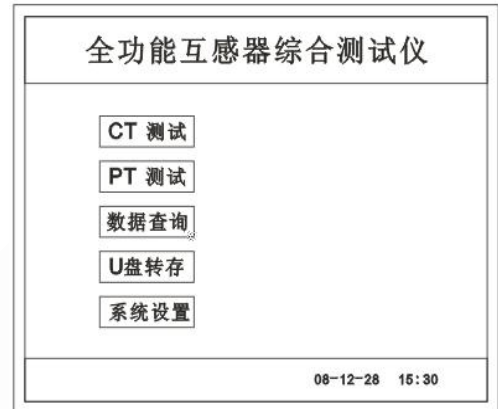 全功能互感器综合测试仪
CT 测试
PT 测试
数据查询
U盘转存
系统设置
08-12-28 15:30